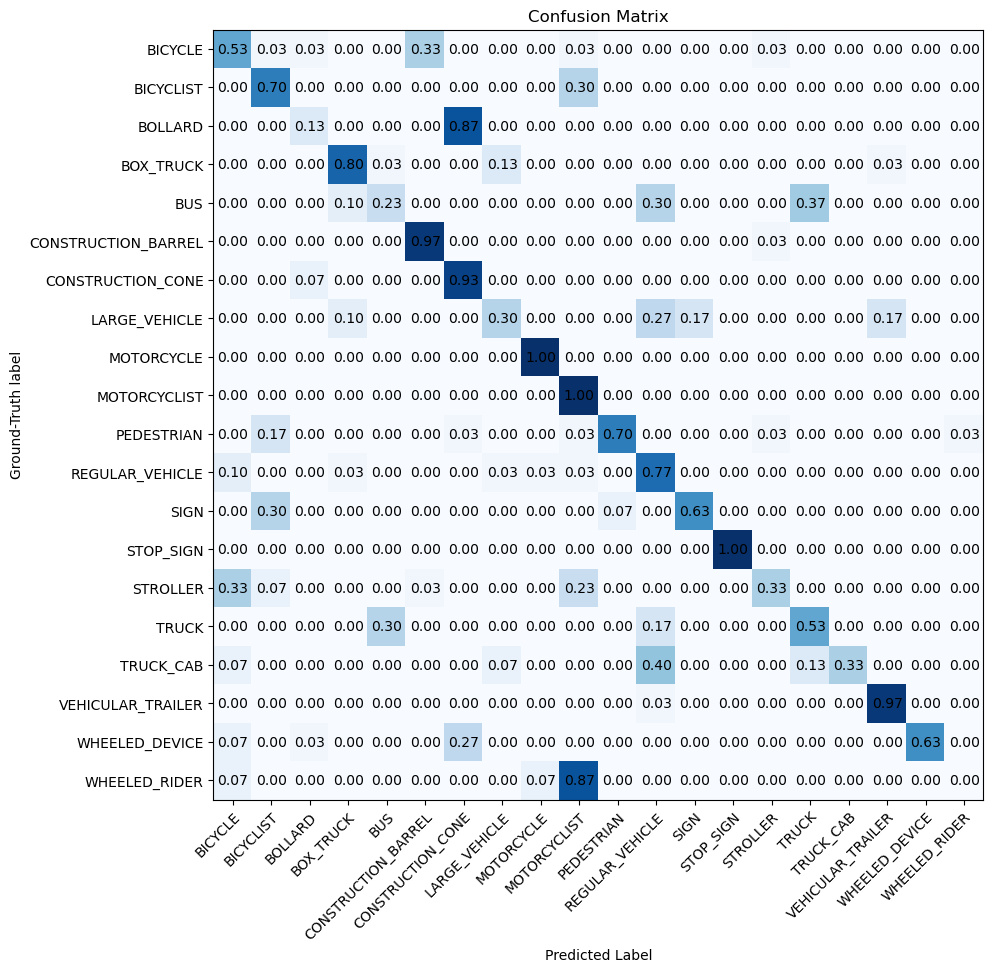 Confusion Matrix
BICYCLE 0.53 0.03 0.03 0.00 0.00 0.33 0.00 0.00 0.00 0.03 0.00 0.00 0.00 0.00 0.03 0.00 0.00 0.00 0.00 0.00
BICYCLIST 0.00 0.70 0.00 0.00 0.00 0.00 0.00 0.00 0.00 0.30 0.00 0.00 0.00 0.00 0.00 0.00 0.00 0.00 0.00 0.00
BOLLARD 0.00 0.00 0.13 0.00 0.00 0.00 0.87 0.00 0.00 0.00 0.00 0.00 0.00 0.00 0.00 0.00 0.00 0.00 0.00 0.00
BOX_TRUCK 0.00 0.00 0.00 0.80 0.03 0.00 0.00 0.13 0.00 0.00 0.00 0.00 0.00 0.00 0.00 0.00 0.00 0.03 0.00 0.00
BUS 0.00 0.00 0.00 0.10 0.23 0.00 0.00 0.00 0.00 0.00 0.00 0.30 0.00 0.00 0.00 0.37 0.00 0.00 0.00 0.00
CONSTRUCTION_BARREL 0.00 0.00 0.00 0.00 0.00 0.97 0.00 0.00 0.00 0.00 0.00 0.00 0.00 0.00 0.03 0.00 0.00 0.00 0.00 0.00
CONSTRUCTION_CONE 0.00 0.00 0.07 0.00 0.00 0.00 0.93 0.00 0.00 0.00 0.00 0.00 0.00 0.00 0.00 0.00 0.00 0.00 0.00 0.00
LARGE_VEHICLE 0.00 0.00 0.00 0.10 0.00 0.00 0.00 0.30 0.00 0.00 0.00 0.27 0.17 0.00 0.00 0.00 0.00 0.17 0.00 0.00
MOTORCYCLE 0.00 0.00 0.00 0.00 0.00 0.00 0.00 0.00 1.00 0.00 0.00 0.00 0.00 0.00 0.00 0.00 0.00 0.00 0.00 0.00
MOTORCYCLIST 0.00 0.00 0.00 0.00 0.00 0.00 0.00 0.00 0.00 1.00 0.00 0.00 0.00 0.00 0.00 0.00 0.00 0.00 0.00 0.00
PEDESTRIAN 0.00 0.17 0.00 0.00 0.00 0.00 0.03 0.00 0.00 0.03 0.70 0.00 0.00 0.00 0.03 0.00 0.00 0.00 0.00 0.03
REGULAR_VEHICLE 0.10 0.00 0.00 0.03 0.00 0.00 0.00 0.03 0.03 0.03 0.00 0.77 0.00 0.00 0.00 0.00 0.00 0.00 0.00 0.00
SIGN 0.00 0.30 0.00 0.00 0.00 0.00 0.00 0.00 0.00 0.00 0.07 0.00 0.63 0.00 0.00 0.00 0.00 0.00 0.00 0.00
STOP_SIGN 0.00 0.00 0.00 0.00 0.00 0.00 0.00 0.00 0.00 0.00 0.00 0.00 0.00 1.00 0.00 0.00 0.00 0.00 0.00 0.00
STROLLER 0.33 0.07 0.00 0.00 0.00 0.03 0.00 0.00 0.00 0.23 0.00 0.00 0.00 0.00 0.33 0.00 0.00 0.00 0.00 0.00
TRUCK 0.00 0.00 0.00 0.00 0.30 0.00 0.00 0.00 0.00 0.00 0.00 0.17 0.00 0.00 0.00 0.53 0.00 0.00 0.00 0.00
TRUCK_CAB 0.07 0.00 0.00 0.00 0.00 0.00 0.00 0.07 0.00 0.00 0.00 0.40 0.00 0.00 0.00 0.13 0.33 0.00 0.00 0.00
VEHICULAR_TRAILER 0.00 0.00 0.00 0.00 0.00 0.00 0.00 0.00 0.00 0.00 0.00 0.03 0.00 0.00 0.00 0.00 0.00 0.97 0.00 0.00
WHEELED_DEVICE 0.07 0.00 0.03 0.00 0.00 0.00 0.27 0.00 0.00 0.00 0.00 0.00 0.00 0.00 0.00 0.00 0.00 0.00 0.63 0.00
WHEELED_RIDER 0.07 0.00 0.00 0.00 0.00 0.00 0.00 0.00 0.07 0.87 0.00 0.00 0.00 0.00 0.00 0.00 0.00 0.00 0.00 0.00
Ground-Truth label
BICYCLE
BICYCLIST
BOLLARD
BOX_TRUCK
BUS
CONSTRUCTION_BARREL
CONSTRUCTION_CONE
LARGE_VEHICLE
MOTORCYCLE
MOTORCYCLIST
PEDESTRIAN
REGULAR_VEHICLE
SIGN
STOP_SIGN
STROLLER
TRUCK
TRUCK_CAB
VEHICULAR_TRAILER
WHEELED_DEVICE
WHEELED_RIDER
Predicted Label